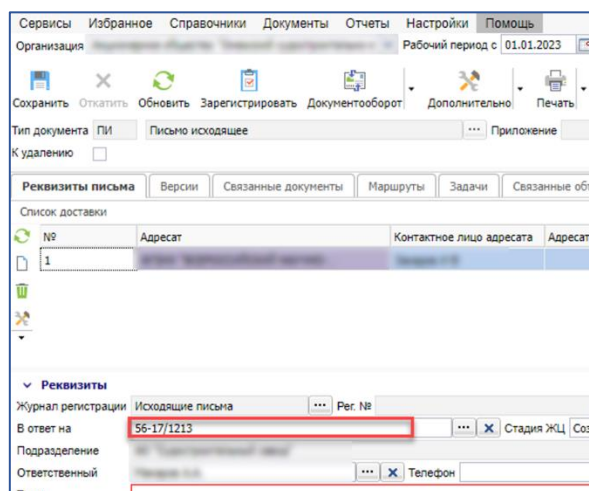 Сервисы Избранное Справочники Документы Отчеты Настройки Помощь
Организация Рабочий период с 01.01.2023
Сохранить Откатить Обновить Зарегистрировать Документооборот Дополнительно Печать
Тип документа ПИ Письмо исходящее ... Приложение
К удалению
Реквизиты письма Версии Связанные документы Маршруты Задачи Связанные об
Список доставки
№ Адресат Контактное лицо адресата Адресат
1
Реквизиты
Журнал регистрации Исходящие письма ... Рег. №
В ответ на 56-17/1213 ... Стадия ЖЦ Соз
Подразделение
Ответственный ... Телефон